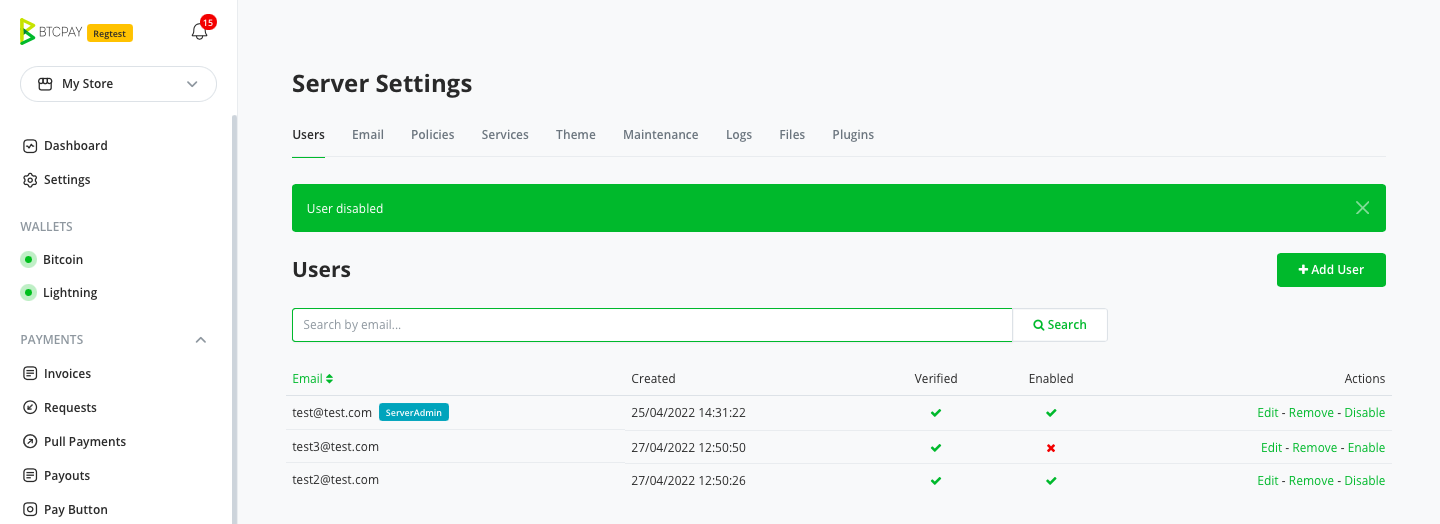 BTCPAY Regtest 15
My Store
Dashboard
Settings
WALLETS
Bitcoin
Lightning
PAYMENTS
Invoices
Requests
Pull Payments
Payouts
Pay Button
Server Settings
Users Email Policies Services Theme Maintenance Logs Files Plugins
User disabled
Users
Add User
Search by email...
Search
Email Created Verified Enabled Actions
test@test.com ServerAdmin 25/04/2022 14:31:22 Edit - Remove - Disable
test3@test.com 27/04/2022 12:50:50 Edit - Remove - Enable
test2@test.com 27/04/2022 12:50:26 Edit - Remove - Disable